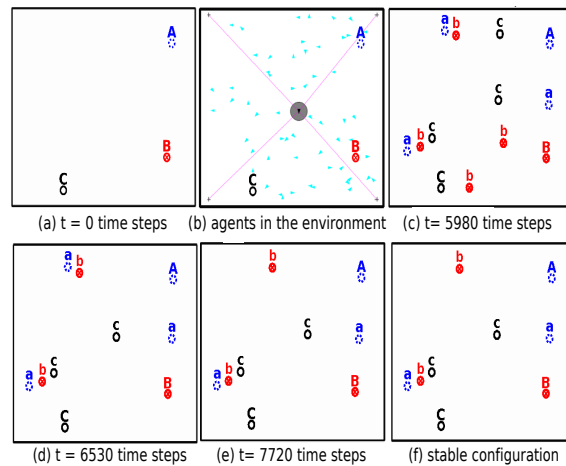 A
B
C
(a) t = 0 time steps
A
B
C
(b) agents in the environment
a
b
C
A
C
a
b
B
c
b
a
C
b
(c) t= 5980 time steps
a
b
A
c
a
c
b
a
B
C
(d) t = 6530 time steps
b
A
c
a
c
b
a
B
C
(e) t = 7720 time steps
b
A
c
a
c
b
a
B
C
(f) stable configuration